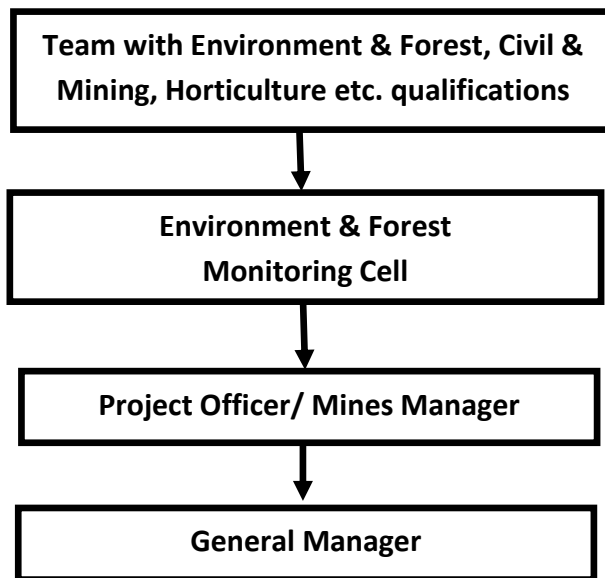 Team with Environment & Forest, Civil &
Mining, Horticulture etc. qualifications
Environment & Forest
Monitoring Cell
Project Officer/ Mines Manager
General Manager